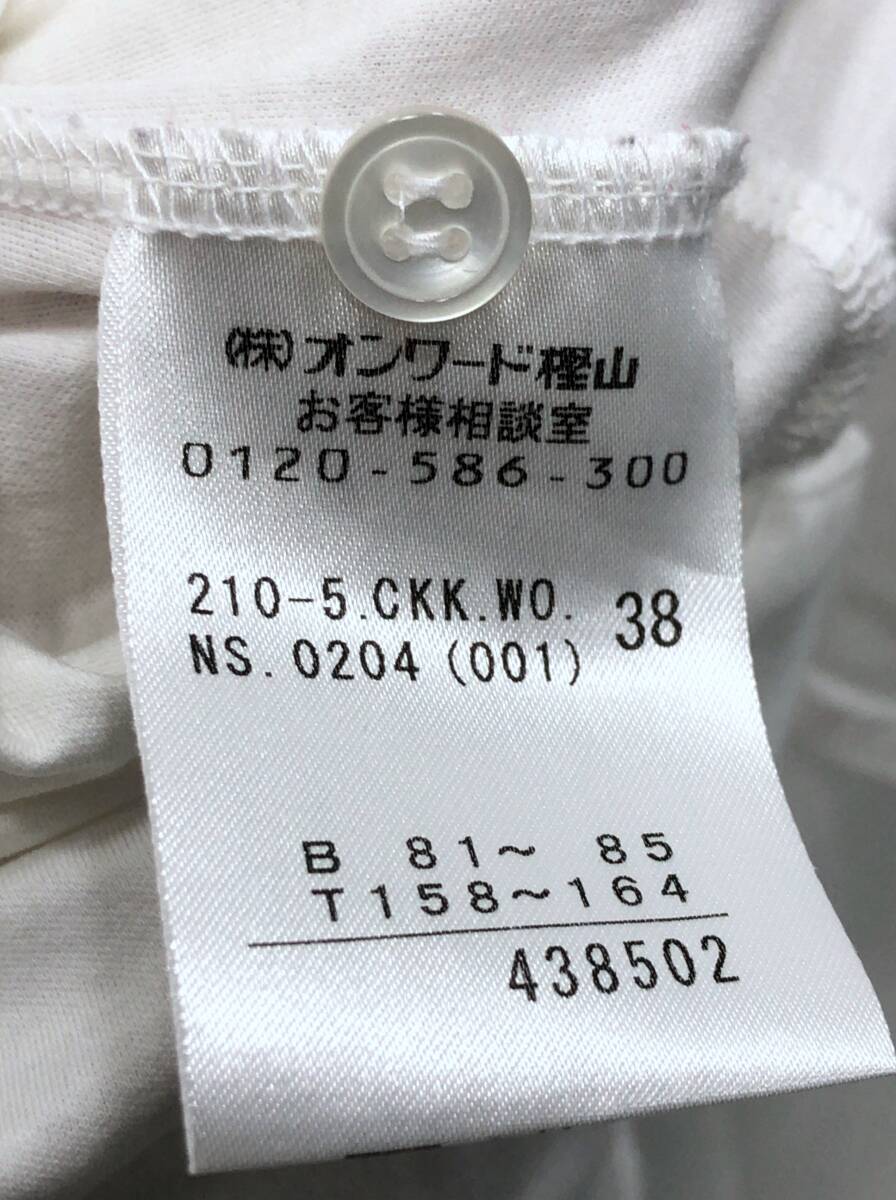 (株)オンワード樫山
お客様相談室
0120-586-300
210-5.CKK.WO. 38
NS.0204(001)
B 81～ 85
T158～164
438502